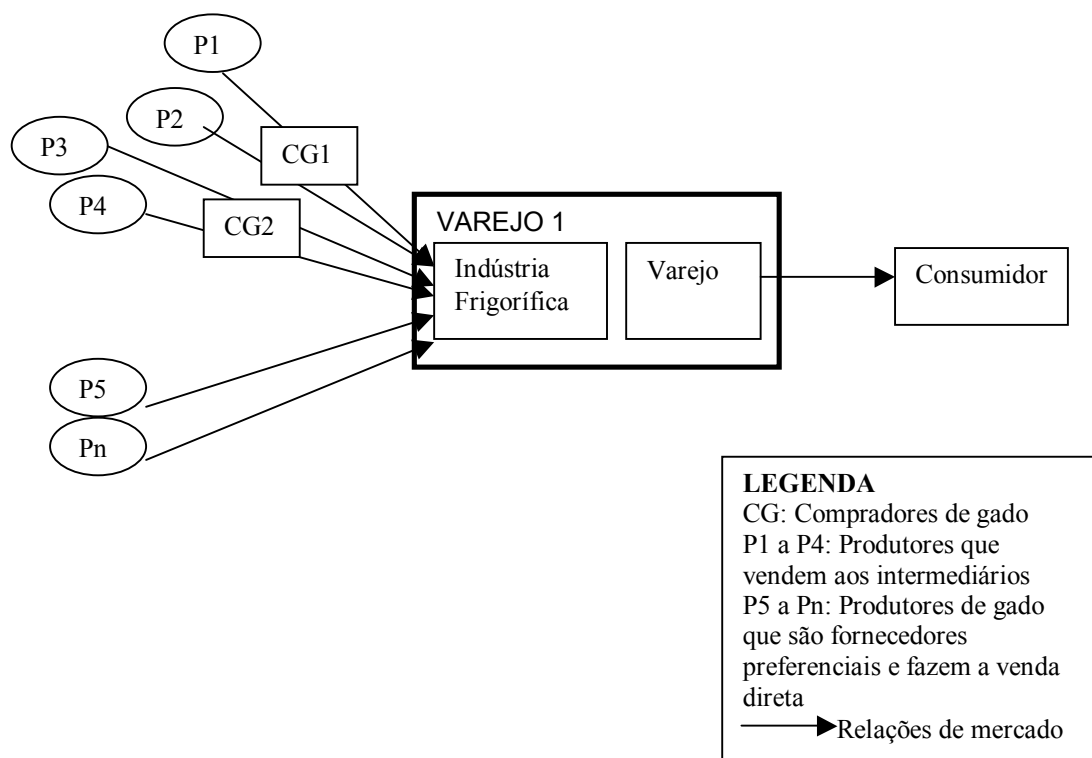 P1
P2
CG1
P3
P4
CG2
VAREJO 1
Indústria
Frigorífica
Varejo
Consumidor
P5
Pn
LEGENDA
CG: Compradores de gado
P1 a P4: Produtores que
vendem aos intermediários
P5 a Pn: Produtores de gado
que são fornecedores
preferenciais e fazem a venda
direta
Relações de mercado